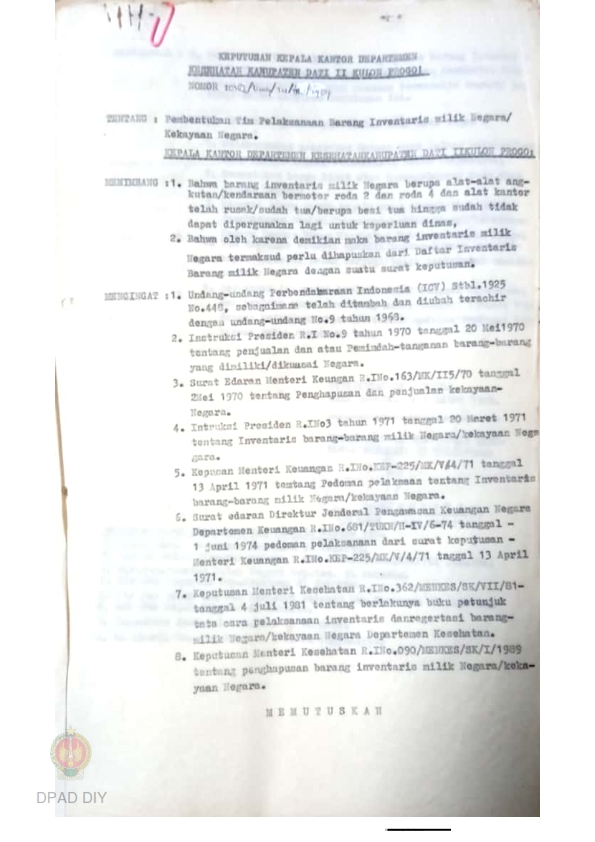 KEPUTUSAN KEPALA KANTOR DEPARTEMEN
KESEHATAN KABUPATEN DATI II KULON PROGO!
NOMOR
TENTANG : Pembentukan Tim Pelaksanaan Barang Inventaris milik Negara/
Kekayaan Negara.
KEPALA KANTOR DEPARTEMEN KESEHATANKABUPATEN DATI IIKULON PROGO:
MENIMBANG :1. Bahwa barang inventaris milik Negara berupa alat-alat ang-
kutan/kendaraan bermotor roda 2 dan roda 4 dan alat kantor
telah rusak/sudah tua/berupa besi tua hingga sudah tidak
dapat dipergunakan lagi untuk keperluan dinas,
2. Bahwa oleh karena demikian maka barang inventaris milik
Negara termaksud perlu dihapuskan dari Daftar Inventaris
Barang milik Negara dengan suatu surat keputusan.
MENGINGAT :1. Undang-undang Perbendaharaan Indonesia (ICW) Stbl.1925
No.448, sebagaimana telah ditambah dan diubah terachir
dengan undang-undang No.9 tahun 1968.
2. Instruksi Presiden R.I No.9 tahun 1970 tanggal 20 Mei1970
tentang penjualan dan atau Pemindah-tanganan barang-barang
yang dimiliki/dikuasai Negara.
3. Surat Edaran Menteri Keungan R.INo.163/MK/II5/70 tanggal
2Mei 1970 tentang Penghapusan dan penjualan kekayaan-
Negara.
4. Intruksi Presiden R.INo3 tahun 1971 tanggal 20 Maret 1971
tentang Inventaris barang-barang milik Negara/kekayaan Nega
gara.
5. Kepusan Menteri Keuangan R.INo.KEP-225/MK/V/4/71 tanggal
13 April 1971 temtang Pedoman pelaksaan tentang Inventaris
barang-barang milik Negara/kekayaan Negara.
6. Surat edaran Direktur Jenderal Pengawasan Keuangan Negara
Departemen Keuangan R.INo.681/TUKN/H-IV/6-74 tanggal -
1 juni 1974 pedoman pelaksanaan dari surat keputusan -
Menteri Keuangan R.INo.KEP-225/MK/V/4/71 taggal 13 April
1971.
7. Keputusan Menteri Kesehatan R.INo.362/MENKES/SK/VII/81-
tanggal 4 juli 1981 tentang berlakunya buku petunjuk
tata cara pelaksanaan inventaris danregertasi barang-
milik Negara/kekayaan Negara Departemen Kesehatan.
8. Keputusan Menteri Kesehatan R.INo.090/MENKES/SK/I/1989
tentang penghapusan barang inventaris milik Negara/keka-
yaan Negara.
M E M U T U S K A N
DPAD DIY